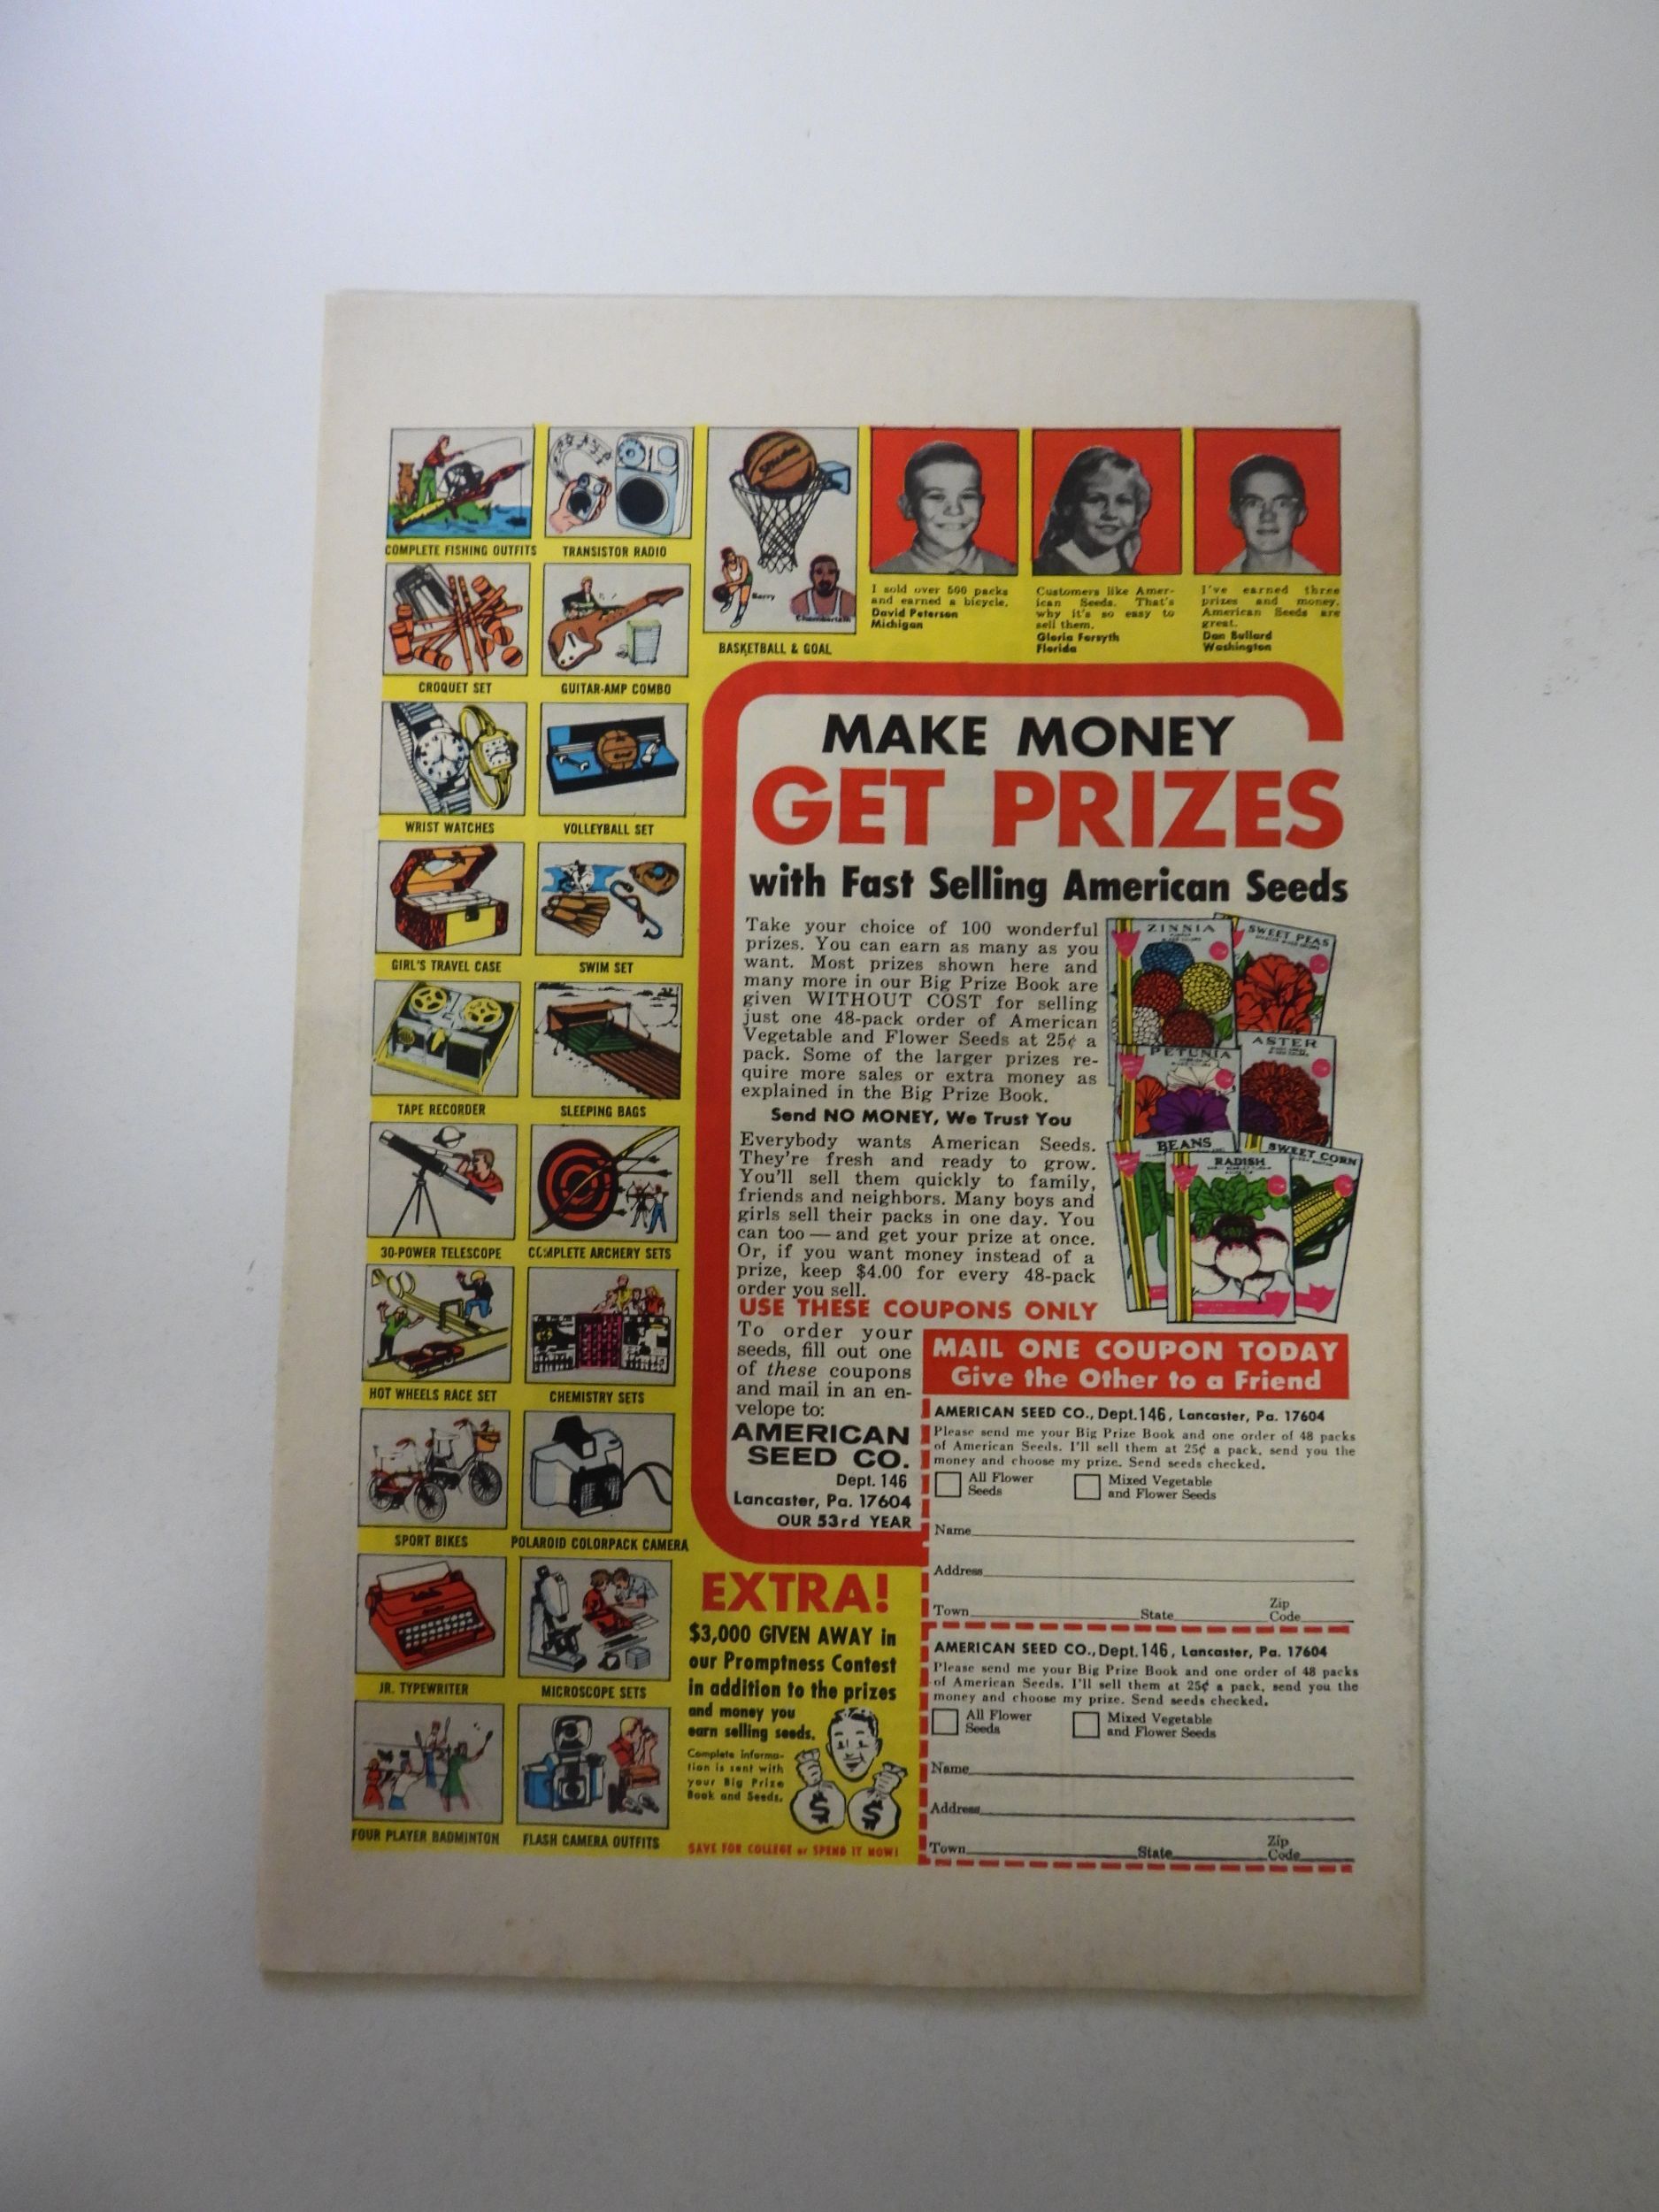 COMPLETE FISHING OUTFITS
TRANSISTOR RADIO
SPALDING
Barry
Chamberlain
BASKETBALL & GOAL
CROQUET SET
GUITAR-AMP COMBO
WRIST WATCHES
VOLLEYBALL SET
GIRL'S TRAVEL CASE
SWIM SET
TAPE RECORDER
SLEEPING BAGS
30-POWER TELESCOPE
COMPLETE ARCHERY SETS
HOT WHEELS RACE SET
CHEMISTRY SETS
SPORT BIKES
POLAROID COLORPACK CAMERA
JR. TYPEWRITER
MICROSCOPE SETS
FOUR PLAYER BADMINTON
FLASH CAMERA OUTFITS
I sold over 500 packs
and earned a bicycle.
David Peterson
Michigan
Customers like Amer-
ican Seeds. That's
why it's so easy to
sell them.
Gloria Forsyth
Florida
I've earned three
prizes and money.
American Seeds are
great.
Dan Bullard
Washington
MAKE MONEY
GET PRIZES
with Fast Selling American Seeds
Take your choice of 100 wonderful
prizes. You can earn as many as you
want. Most prizes shown here and
many more in our Big Prize Book are
given WITHOUT COST for selling
just one 48-pack order of American
Vegetable and Flower Seeds at 25¢ a
pack. Some of the larger prizes re-
quire more sales or extra money as
explained in the Big Prize Book.
Send NO MONEY, We Trust You
Everybody wants American Seeds.
They're fresh and ready to grow.
You'll sell them quickly to family,
friends and neighbors. Many boys and
girls sell their packs in one day. You
can too — and get your prize at once.
Or, if you want money instead of a
prize, keep $4.00 for every 48-pack
order you sell.
USE THESE COUPONS ONLY
To order your
seeds, fill out one
of these coupons
and mail in an en-
velope to:
AMERICAN
SEED CO.
Dept. 146
Lancaster, Pa. 17604
OUR 53rd YEAR
ZINNIA
SWEET PEAS
PETUNIA
ASTER
BEANS
RADISH
SWEET CORN
MAIL ONE COUPON TODAY
Give the Other to a Friend
AMERICAN SEED CO., Dept. 146, Lancaster, Pa. 17604
Please send me your Big Prize Book and one order of 48 packs
of American Seeds. I'll sell them at 25¢ a pack, send you the
money and choose my prize. Send seeds checked.
All Flower
Seeds
Mixed Vegetable
and Flower Seeds
Name
Address
Town State Zip
Code
AMERICAN SEED CO., Dept. 146, Lancaster, Pa. 17604
Please send me your Big Prize Book and one order of 48 packs
of American Seeds. I'll sell them at 25¢ a pack, send you the
money and choose my prize. Send seeds checked.
All Flower
Seeds
Mixed Vegetable
and Flower Seeds
Name
Address
Town State Zip
Code
EXTRA!
$3,000 GIVEN AWAY in
our Promptness Contest
in addition to the prizes
and money you
earn selling seeds.
Complete informa-
tion is sent with
your Big Prize
Book and Seeds.
$ $
SAVE FOR COLLEGE or SPEND IT NOW!